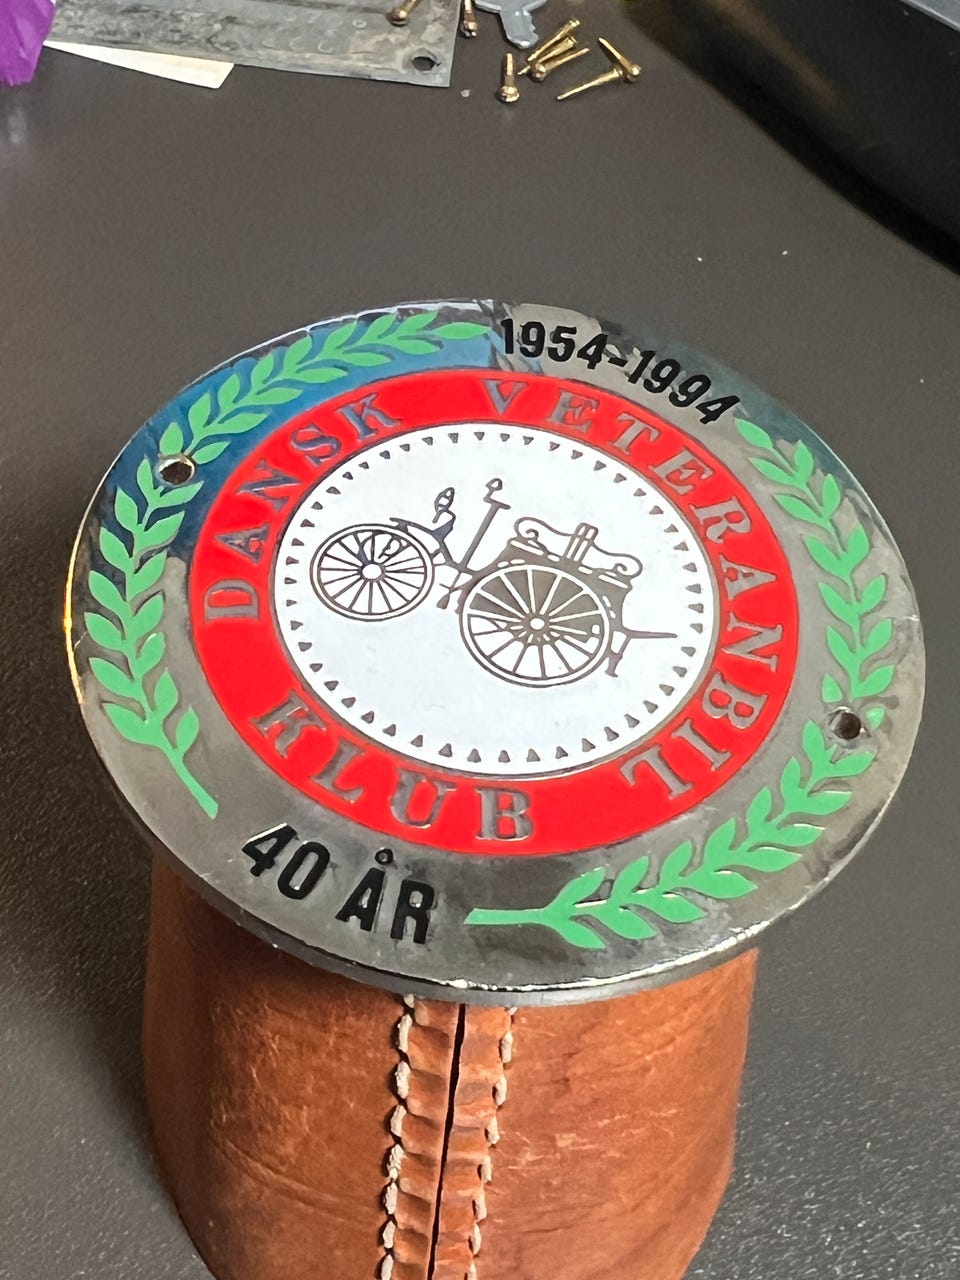 1954-1994
DANSK VETERANBIL
KLUB
40 ÅR